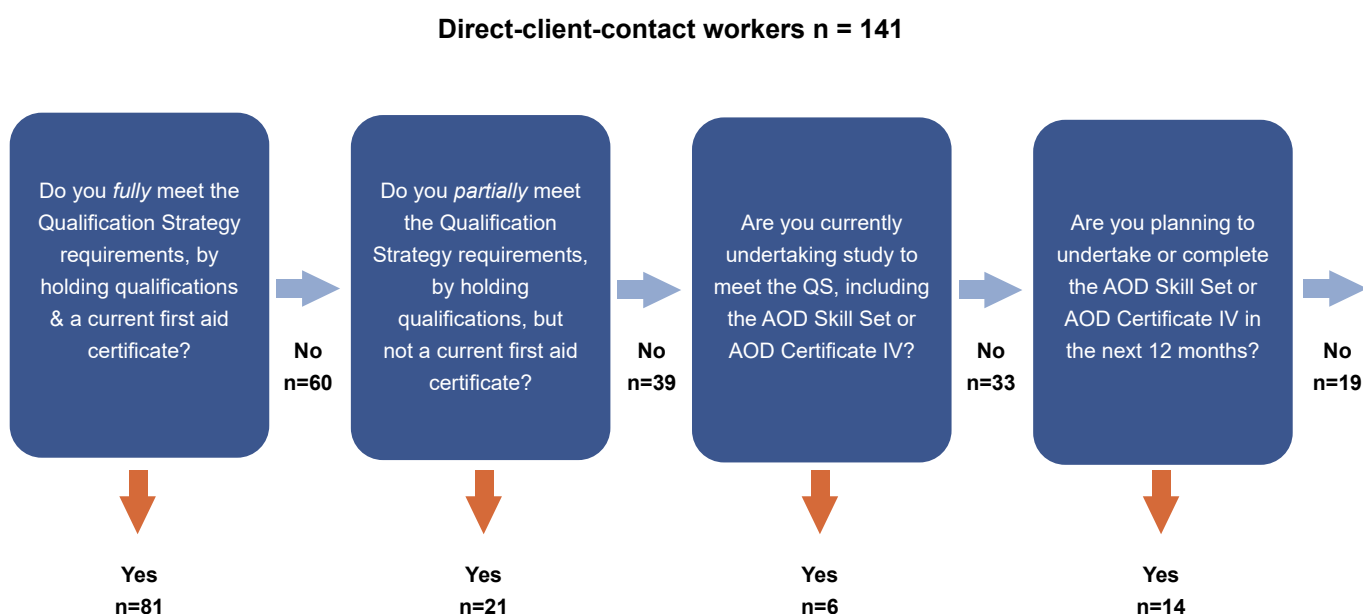 Direct-client-contact workers n = 141
Do you fully meet the
Qualification Strategy
requirements, by
holding qualifications
& a current first aid
certificate?
No
n=60
Yes
n=81
Do you partially meet
the Qualification
Strategy requirements,
by holding
qualifications, but
not a current first aid
certificate?
No
n=39
Yes
n=21
Are you currently
undertaking study to
meet the QS, including
the AOD Skill Set or
AOD Certificate IV?
No
n=33
Yes
n=6
Are you planning to
undertake or complete
the AOD Skill Set or
AOD Certificate IV in
the next 12 months?
No
n=19
Yes
n=14